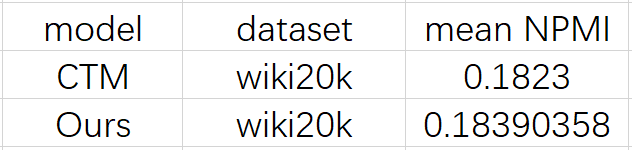 model dataset mean NPMI
CTM wiki20k 0.1823
Ours wiki20k 0.18390358